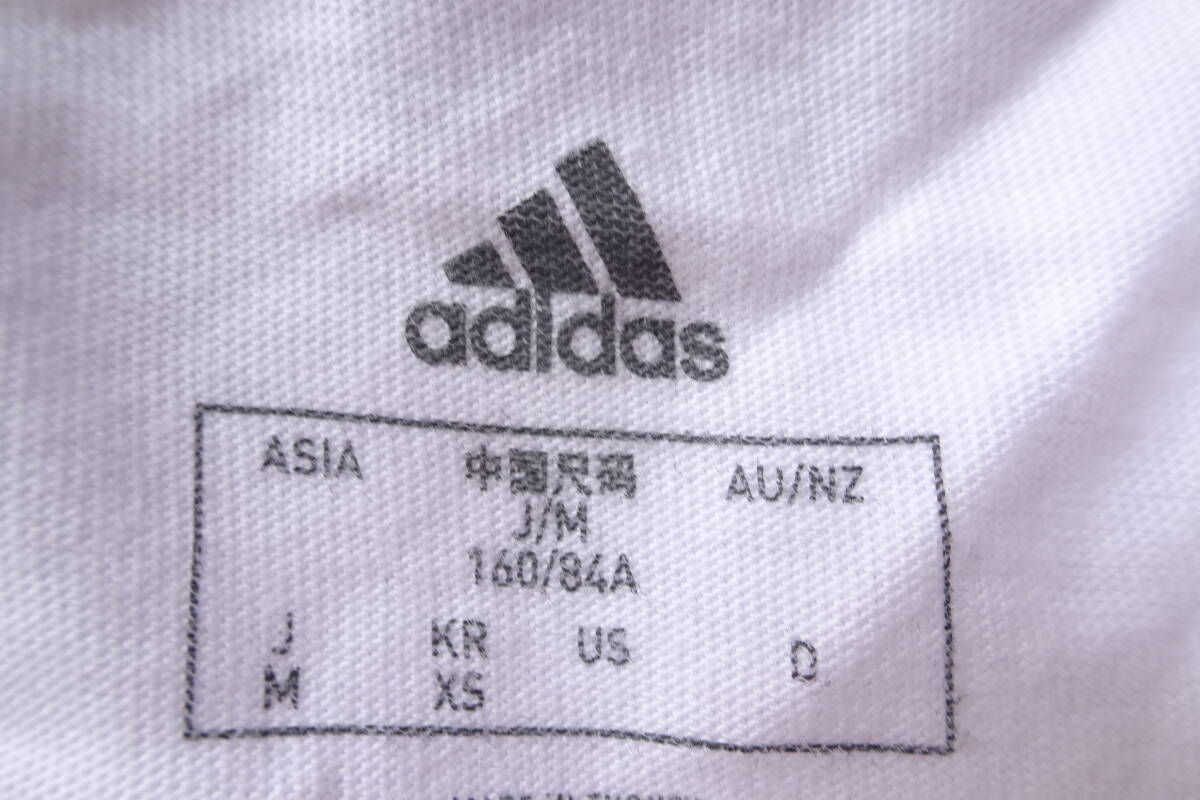 adidas
ASIA 中国尺码 AU/NZ
J/M
160/84A
J KR US D
M XS